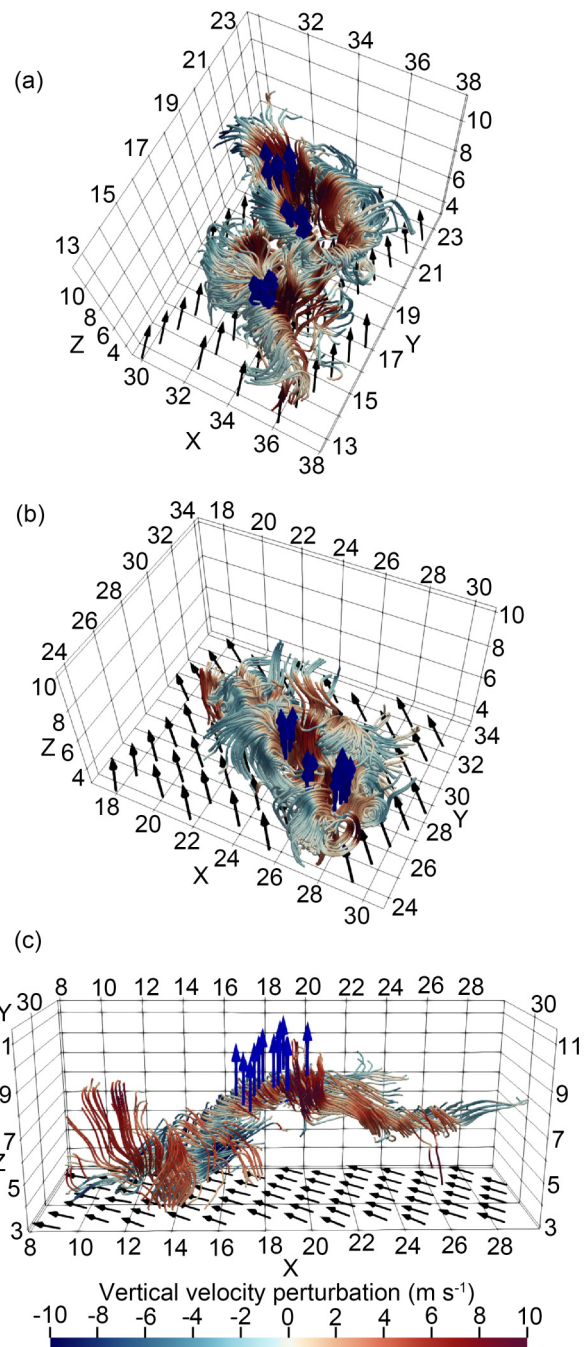 (a)
23 32 34
21 36
19 38
17 10
15 8
13 6
10 4
8 23
Z 6 21
4 19
30 Y
32 17
X 34 15
36 13
38
(b)
34 18 20 22 24 26 28 30
32
30
28
26
24 10
10 8
8 6
Z 6 4
4 34
18 32
20 30
22 Y
X 24 28
26 26
28 24
30
(c)
8 10 12 14 16 18 20 22 24 26 28
Y 30 30
1 11
9 9
7 7
Z
5 5
3 3
8 10 12 14 16 18 20 22 24 26 28
X
Vertical velocity perturbation (m s⁻¹)
-10 -8 -6 -4 -2 0 2 4 6 8 10